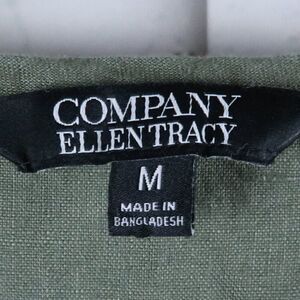 COMPANY
ELLEN TRACY
M
MADE IN
BANGLADESH